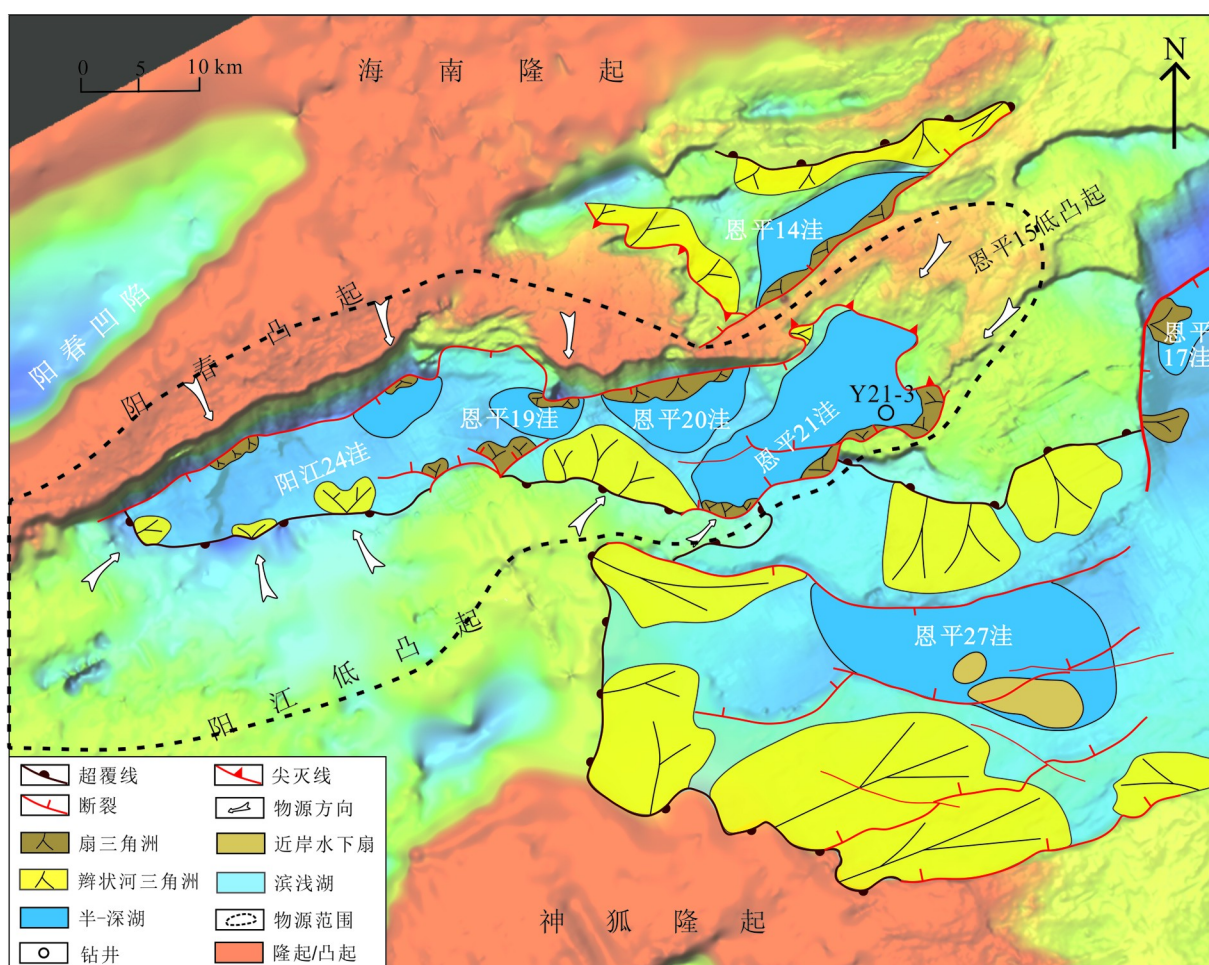 0 5 10 km
海南隆起
N
恩平14洼
恩平15低凸起
阳春凹陷
阳春凸起
恩平
17洼
Y21-3
恩平19洼
恩平20洼
恩平21洼
阳江24洼
恩平27洼
阳江低凸起
超覆线
尖灭线
断裂
物源方向
扇三角洲
近岸水下扇
辫状河三角洲
滨浅湖
半-深湖
物源范围
钻井
隆起/凸起
神狐隆起